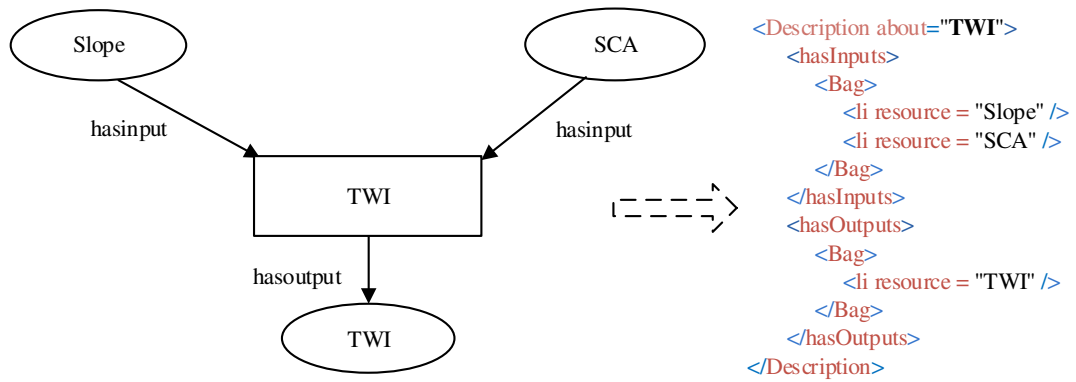 Slope
SCA
hasinput
hasinput
TWI
hasoutput
TWI
<Description about="TWI">
<hasInputs>
<Bag>
<li resource = "Slope" />
<li resource = "SCA" />
</Bag>
</hasInputs>
<hasOutputs>
<Bag>
<li resource = "TWI" />
</Bag>
</hasOutputs>
</Description>